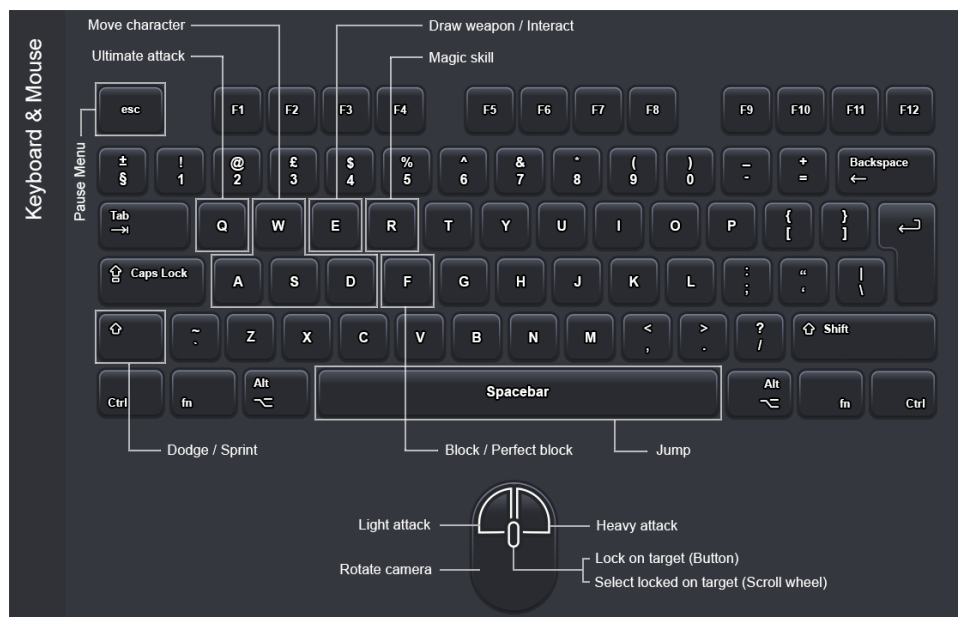 Keyboard & Mouse
Move character
Draw weapon / Interact
Ultimate attack
Magic skill
Pause Menu
esc F1 F2 F3 F4 F5 F6 F7 F8 F9 F10 F11 F12
± ! @ £ $ % ^ & * ( ) _ + Backspace
§ 1 2 3 4 5 6 7 8 9 0 - = ←
Tab Q W E R T Y U I O P { }
[ ]
Caps Lock A S D F G H J K L : “ |
; ‘ \
~ Z X C V B N M < > ? Shift
` , . /
Ctrl fn Alt Spacebar Alt fn Ctrl
Dodge / Sprint
Block / Perfect block
Jump
Light attack
Heavy attack
Rotate camera
Lock on target (Button)
Select locked on target (Scroll wheel)